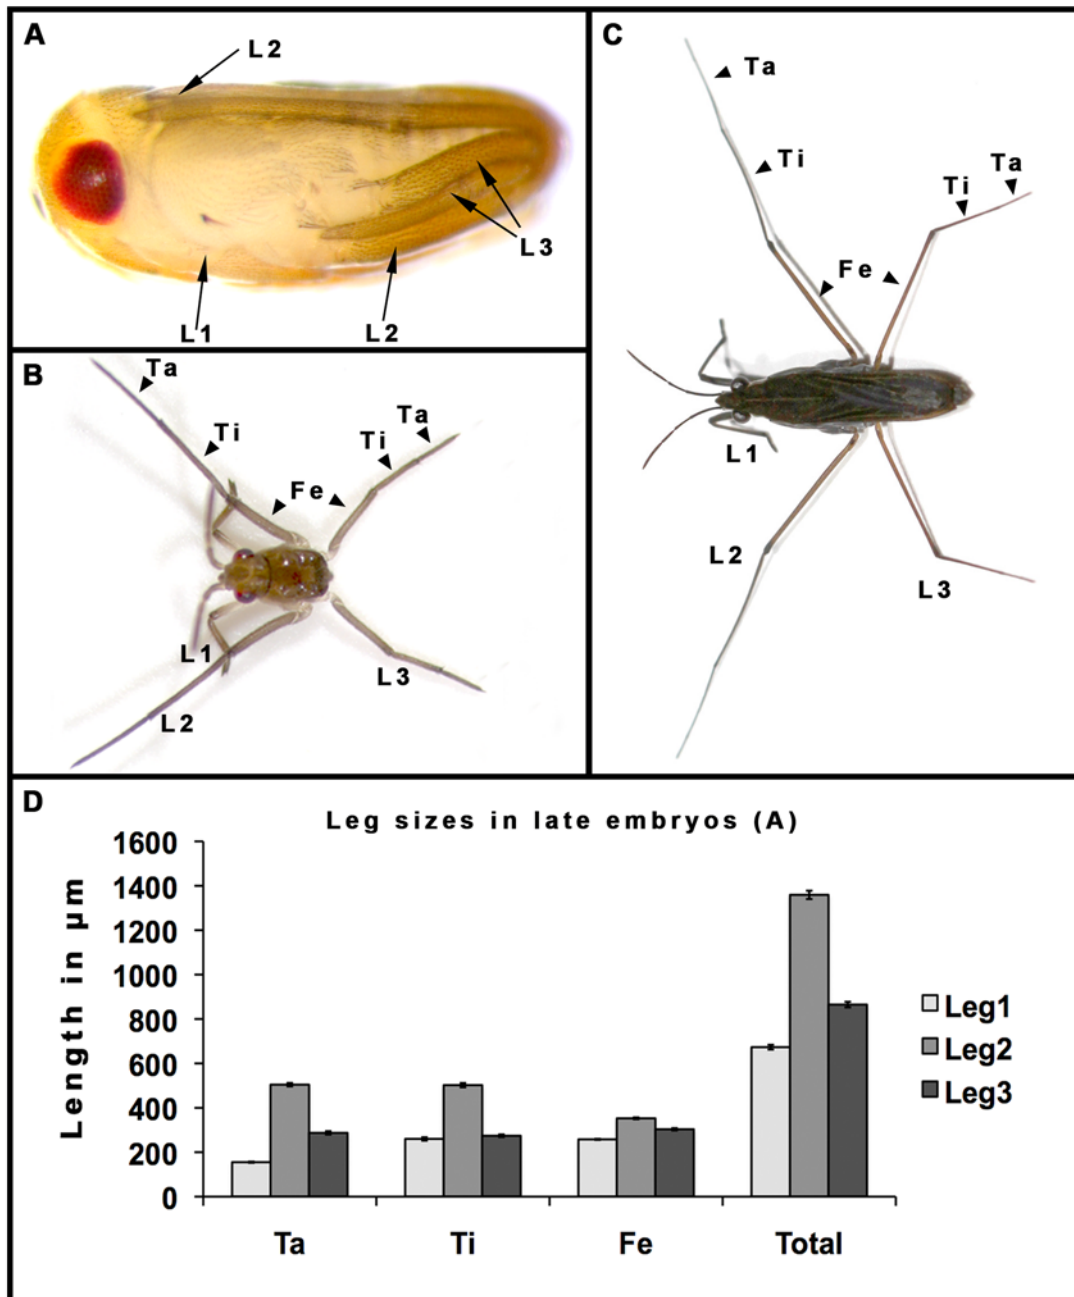 A
L2
L3
L1
L2
B
Ta
Ti
Fe
Ti
Ta
L1
L2
L3
C
Ta
Ti
Fe
Ti
Ta
L1
L2
L3
D
Leg sizes in late embryos (A)
Length in µm
1600
1400
1200
1000
800
600
400
200
0
Ta Ti Fe Total
Leg1
Leg2
Leg3